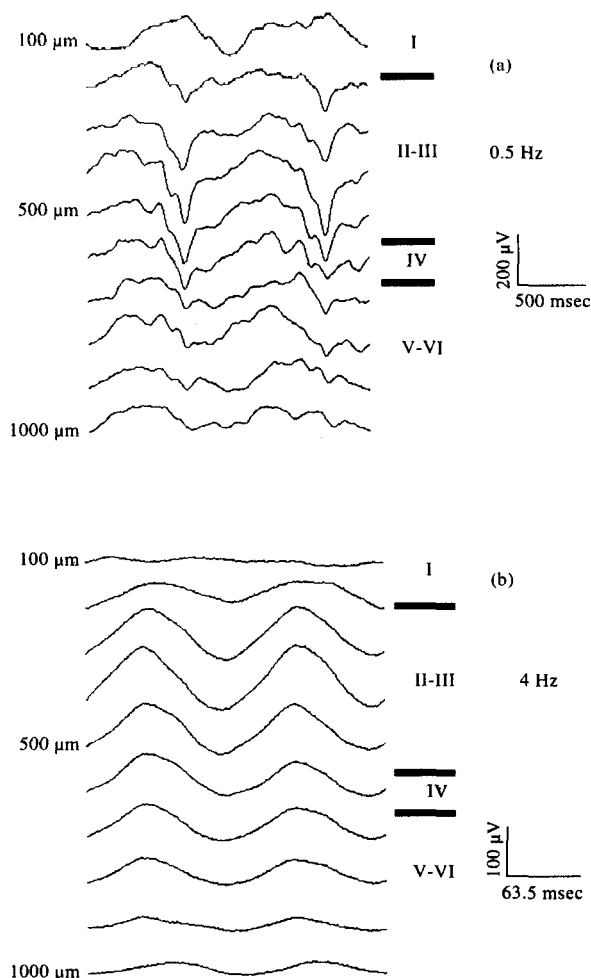 100 µm
I
(a)
II-III
0.5 Hz
500 µm
IV
200 µV
500 msec
V-VI
1000 µm
100 µm
I
(b)
II-III
4 Hz
500 µm
IV
100 µV
V-VI
63.5 msec
1000 µm